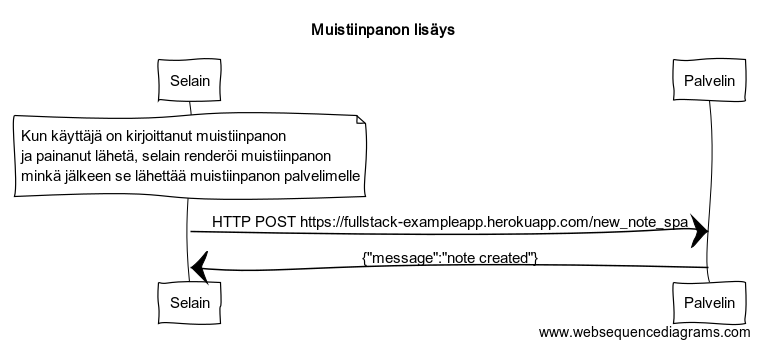 Muistiinpanon lisäys
Selain
Palvelin
Kun käyttäjä on kirjoittanut muistiinpanon
ja painanut lähetä, selain renderöi muistiinpanon
minkä jälkeen se lähettää muistiinpanon palvelimelle
HTTP POST https://fullstack-exampleapp.herokuapp.com/new_note_spa
{"message":"note created"}
Selain
Palvelin
www.websequencediagrams.com